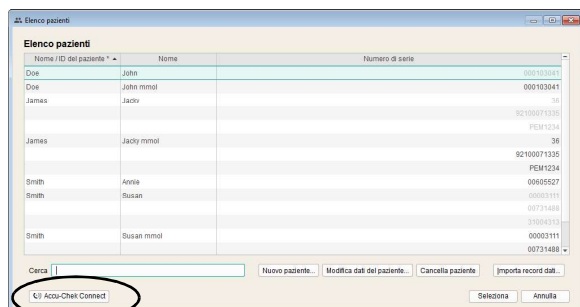 Elenco pazienti
Elenco pazienti
Nome / ID del paziente * Nome Numero di serie
Doe John 000103041
Doe John mmol 000103041
James Jacky 36
92100071335
PEM1234
James Jacky mmol 36
92100071335
PEM1234
Smith Annie 00605527
Smith Susan 00003111
00731488
31004313
Smith Susan mmol 00003111
00731488
Cerca Nuovo paziente... Modifica dati del paziente... Cancella paziente Importa record dati...
Accu-Chek Connect Seleziona Annulla